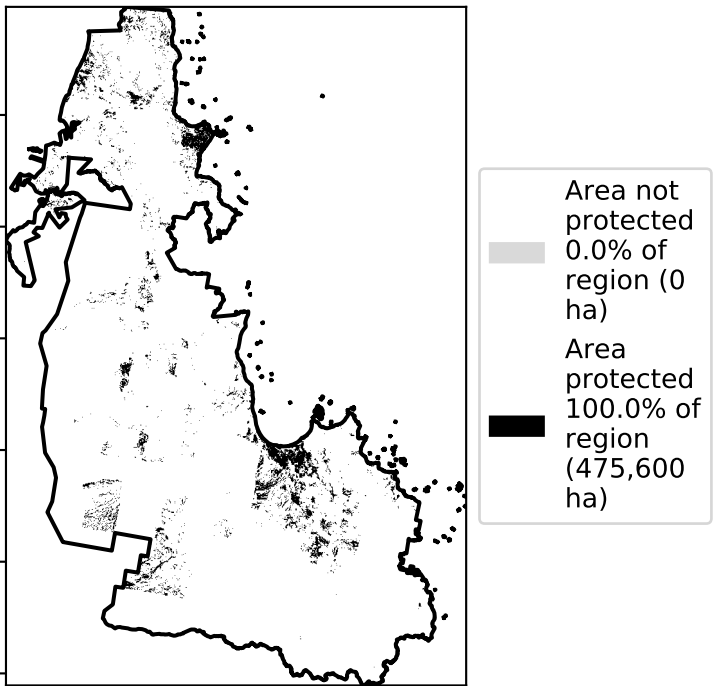 Area not
protected
0.0% of
region (0
ha)
Area
protected
100.0% of
region
(475,600
ha)